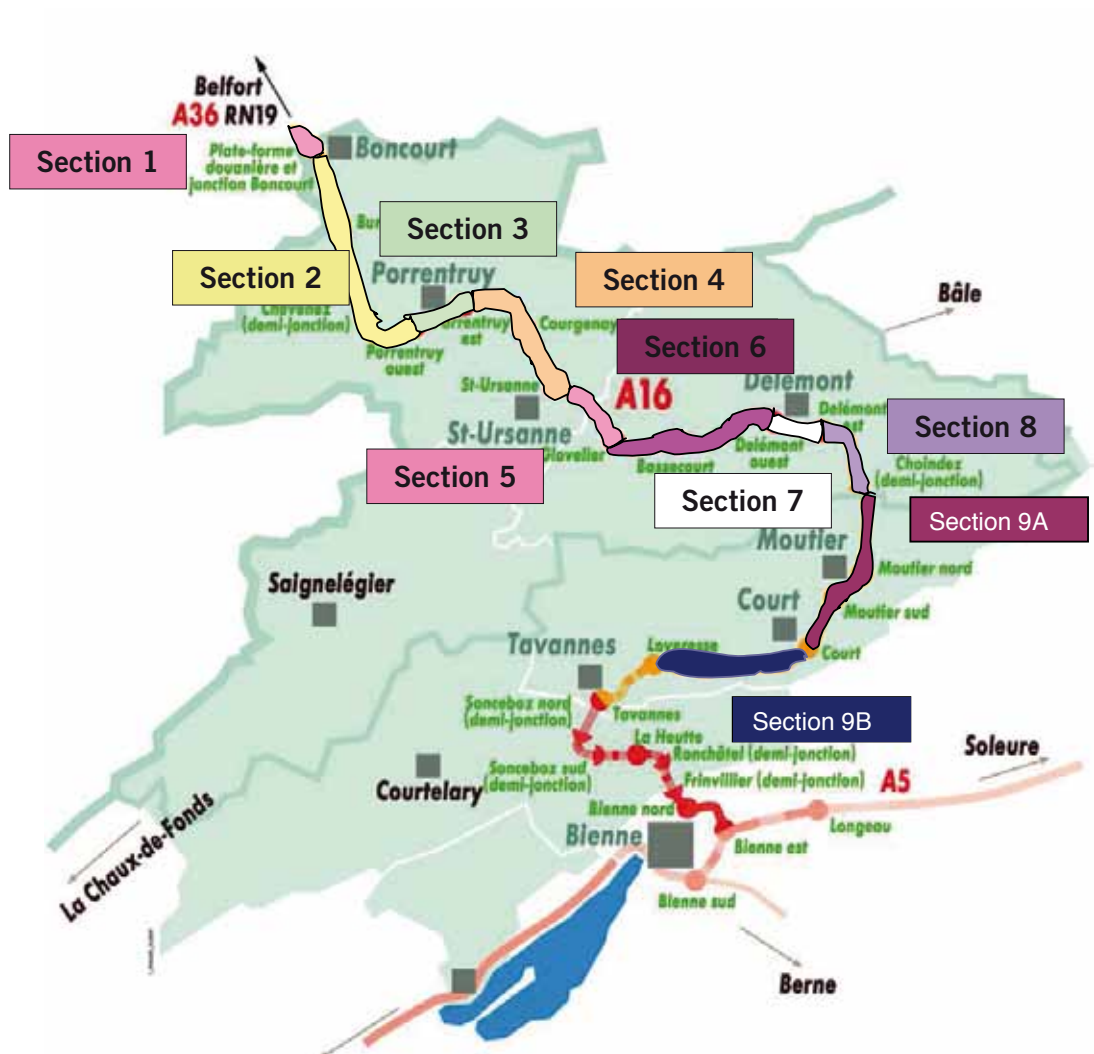 Belfort
A36 RN19
Section 1
Plate-forme
douanière et
jonction Boncourt
Boncourt
Bur
Section 3
Section 2
Porrentruy
Section 4
Chevenez
(demi-jonction)
Porrentruy
est
Courgenay
Porrentruy
ouest
Bâle
Section 6
St-Ursanne
A16
Delémont
St-Ursanne
Glovelier
Delémont
est
Section 8
Bassecourt
Delémont
ouest
Section 5
Choindez
(demi-jonction)
Section 7
Section 9A
Moutier
Moutier nord
Saignelégier
Court
Moutier sud
Tavannes
Loveresse
Court
Sonceboz nord
(demi-jonction)
Tavannes
Section 9B
La Heutte
Soleure
Sonceboz sud
(demi-jonction)
Ronchâtel (demi-jonction)
Courtelary
Frinvillier (demi-jonction)
A5
Bienne nord
Longeau
La Chaux-de-Fonds
Bienne
Bienne est
Bienne sud
Berne